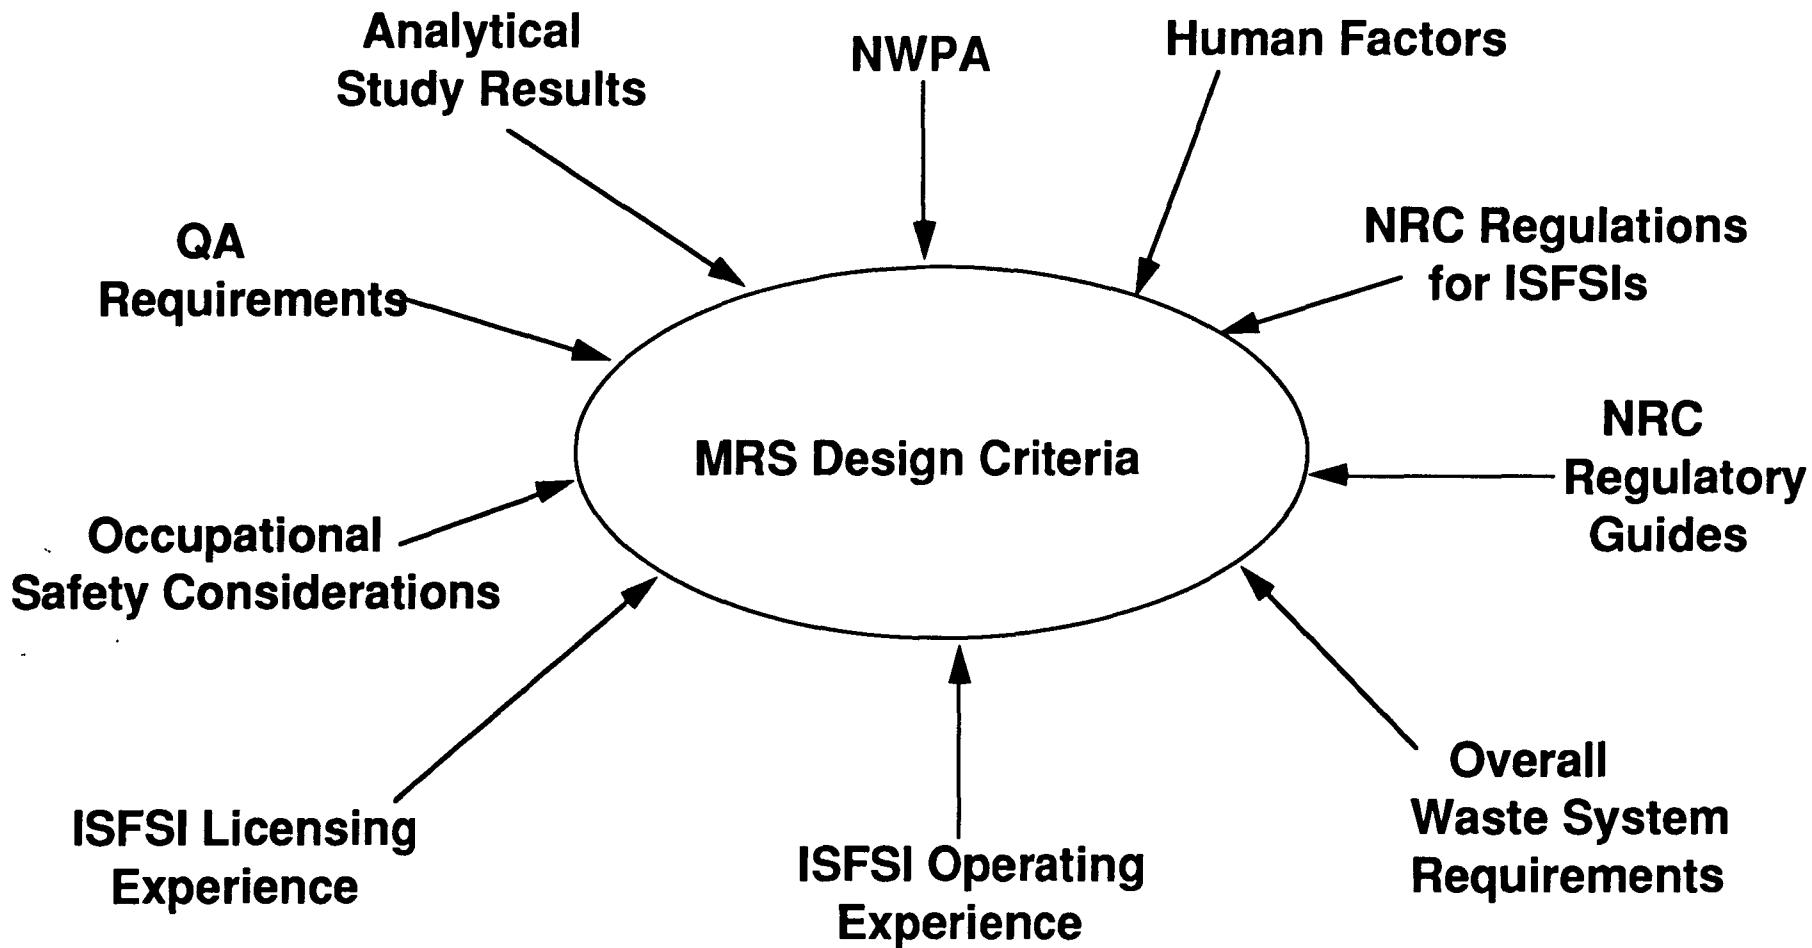 Analytical
Study Results
NWPA
Human Factors
QA
Requirements
NRC Regulations
for ISFSIs
MRS Design Criteria
NRC
Regulatory
Guides
Occupational
Safety Considerations
ISFSI Licensing
Experience
ISFSI Operating
Experience
Overall
Waste System
Requirements